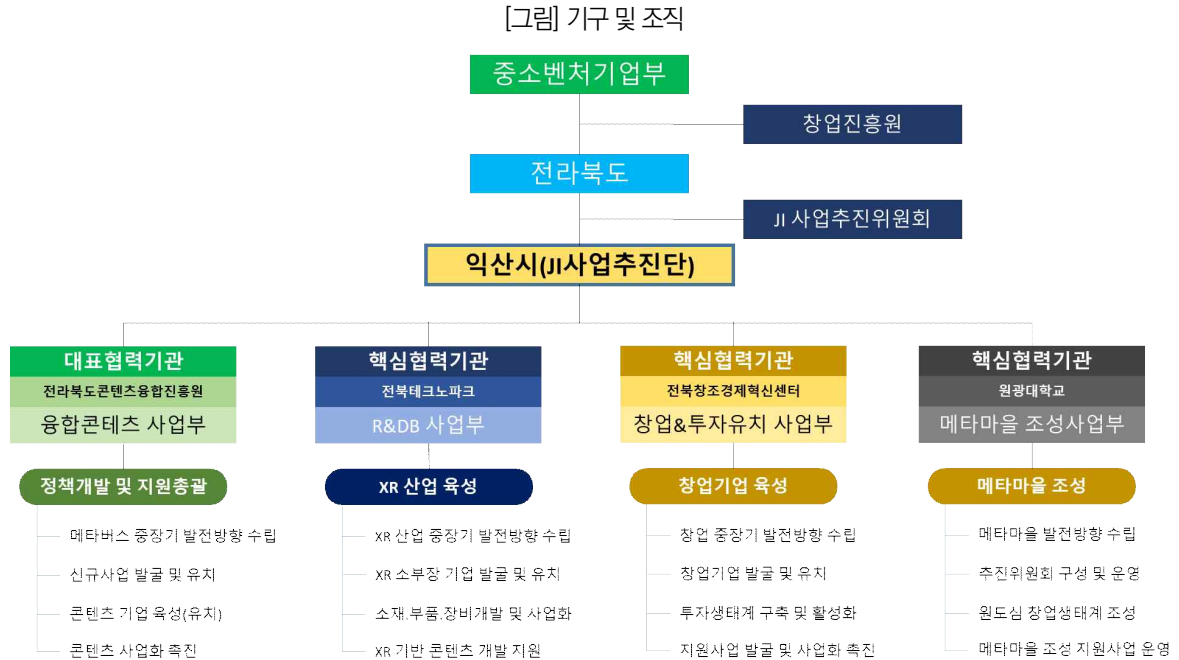 [그림] 기구 및 조직
중소벤처기업부
창업진흥원
전라북도
JI 사업추진위원회
익산시(JI사업추진단)
대표협력기관
전라북도콘텐츠융합진흥원
융합콘테츠 사업부
핵심협력기관
전북테크노파크
R&DB 사업부
핵심협력기관
전북창조경제혁신센터
창업&투자유치 사업부
핵심협력기관
원광대학교
메타마을 조성사업부
정책개발 및 지원총괄
메타버스 중장기 발전방향 수립
신규사업 발굴 및 유치
콘텐츠 기업 육성(유치)
콘텐츠 사업화 촉진
XR 산업 육성
XR 산업 중장기 발전방향 수립
XR 소부장 기업 발굴 및 유치
소재.부품.장비개발 및 사업화
XR 기반 콘텐츠 개발 지원
창업기업 육성
창업 중장기 발전방향 수립
창업기업 발굴 및 유치
투자생태계 구축 및 활성화
지원사업 발굴 및 사업화 촉진
메타마을 조성
메타마을 발전방향 수립
추진위원회 구성 및 운영
원도심 창업생태계 조성
메타마을 조성 지원사업 운영